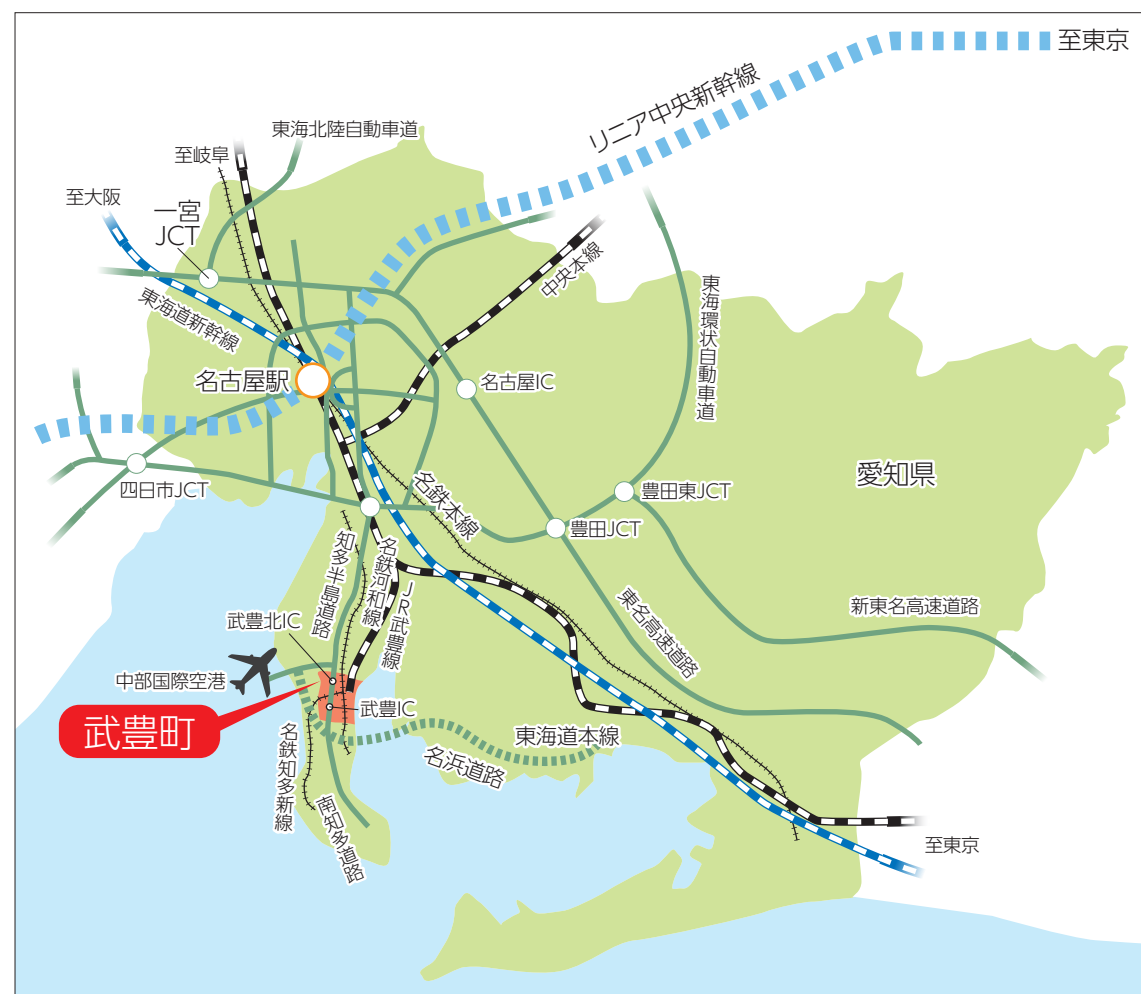 至東京
リニア中央新幹線
東海北陸自動車道
至岐阜
至大阪
一宮
JCT
東海道新幹線
中央本線
東海環状自動車道
名古屋駅
名古屋IC
四日市JCT
名鉄本線
豊田東JCT
豊田JCT
愛知県
知多半島道路
名鉄河和線
JR武豊線
東名高速道路
新東名高速道路
武豊北IC
中部国際空港
武豊IC
武豊町
東海道本線
名浜道路
名鉄知多新線
南知多道路
至東京